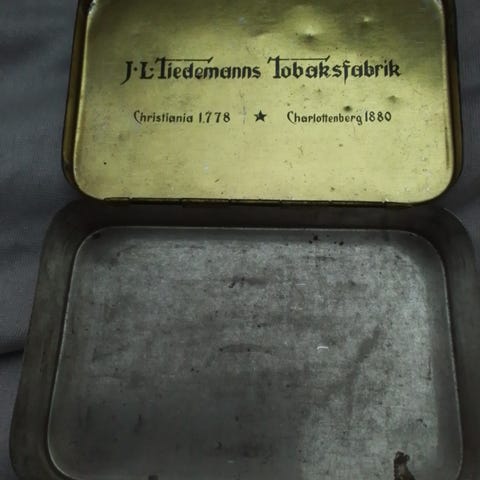 J·L·Tiedemanns Tobaksfabrik
Christiania 1778 ★ Charlottenberg 1880